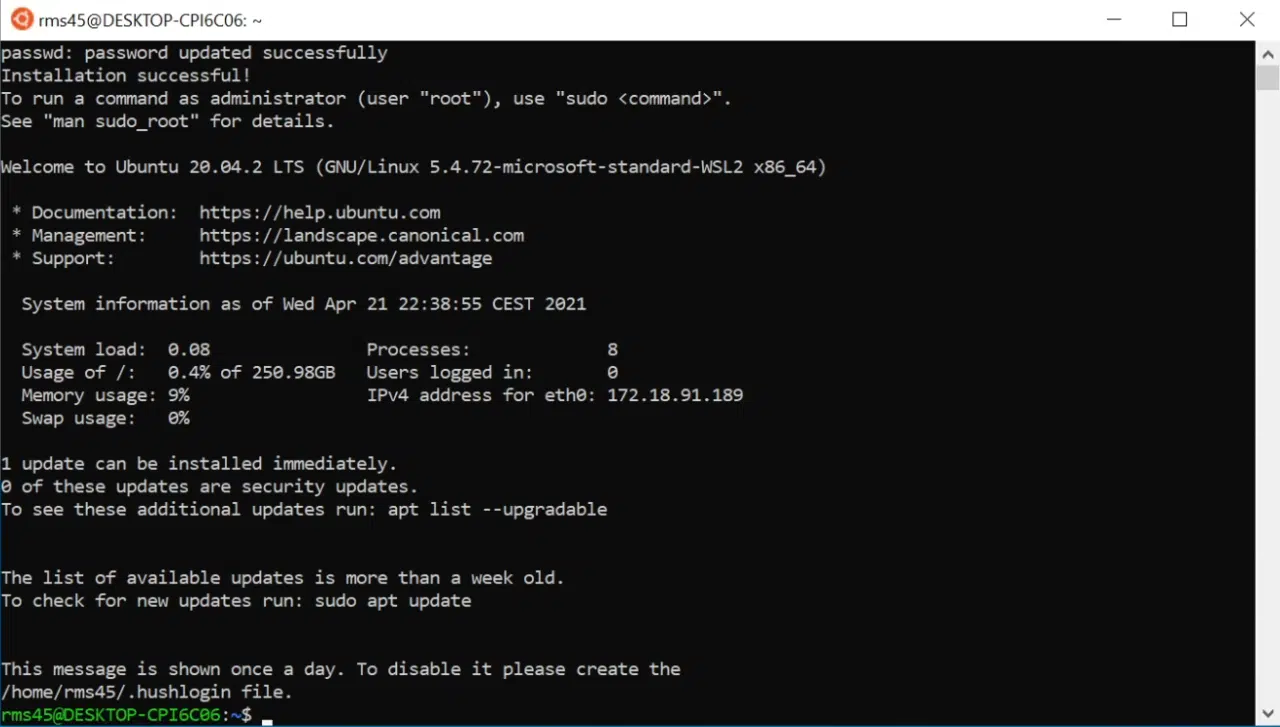 rms45@DESKTOP-CPI6C06: ~
passwd: password updated successfully
Installation successful!
To run a command as administrator (user "root"), use "sudo <command>".
See "man sudo_root" for details.
Welcome to Ubuntu 20.04.2 LTS (GNU/Linux 5.4.72-microsoft-standard-WSL2 x86_64)
* Documentation:  https://help.ubuntu.com
* Management:     https://landscape.canonical.com
* Support:        https://ubuntu.com/advantage
System information as of Wed Apr 21 22:38:55 CEST 2021
System load:  0.08               Processes:             8
Usage of /:   0.4% of 250.98GB   Users logged in:       0
Memory usage: 9%                 IPv4 address for eth0: 172.18.91.189
Swap usage:   0%
1 update can be installed immediately.
0 of these updates are security updates.
To see these additional updates run: apt list --upgradable
The list of available updates is more than a week old.
To check for new updates run: sudo apt update
This message is shown once a day. To disable it please create the
/home/rms45/.hushlogin file.
rms45@DESKTOP-CPI6C06:~$